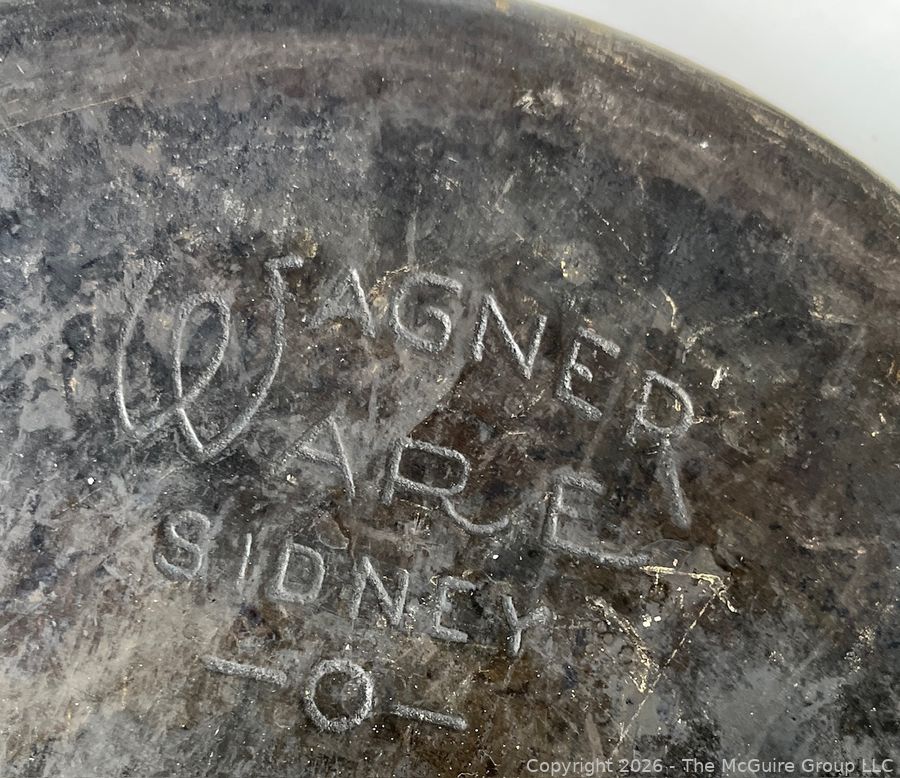 WAGNER
WARE
SIDNEY
-O-
Copyright 2026 - The McGuire Group LLC